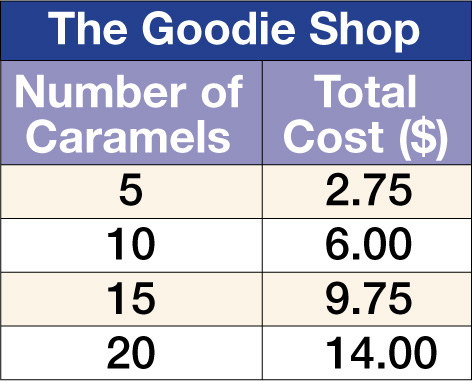 The Goodie Shop
Number of Total
Caramels Cost ($)
5 2.75
10 6.00
15 9.75
20 14.00